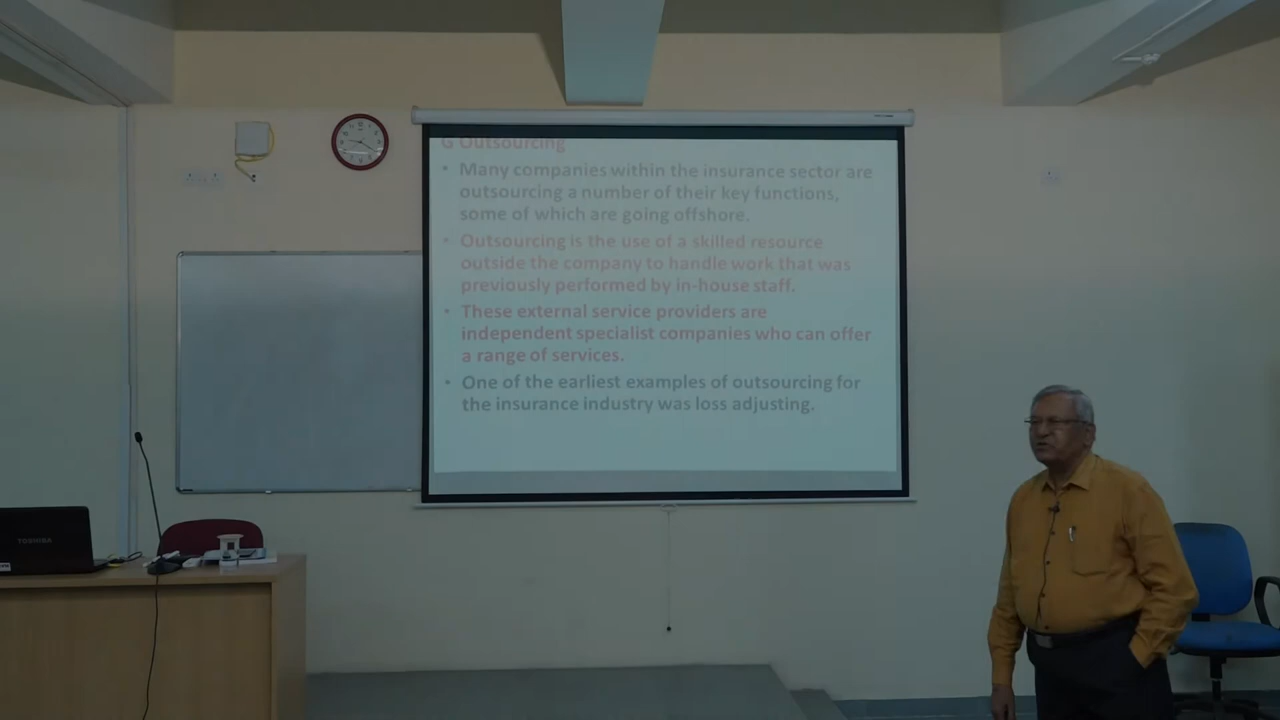 G Outsourcing
• Many companies within the insurance sector are
outsourcing a number of their key functions,
some of which are going offshore.
• Outsourcing is the use of a skilled resource
outside the company to handle work that was
previously performed by in-house staff.
• These external service providers are
independent specialist companies who can offer
a range of services.
• One of the earliest examples of outsourcing for
the insurance industry was loss adjusting.
TOSHIBA